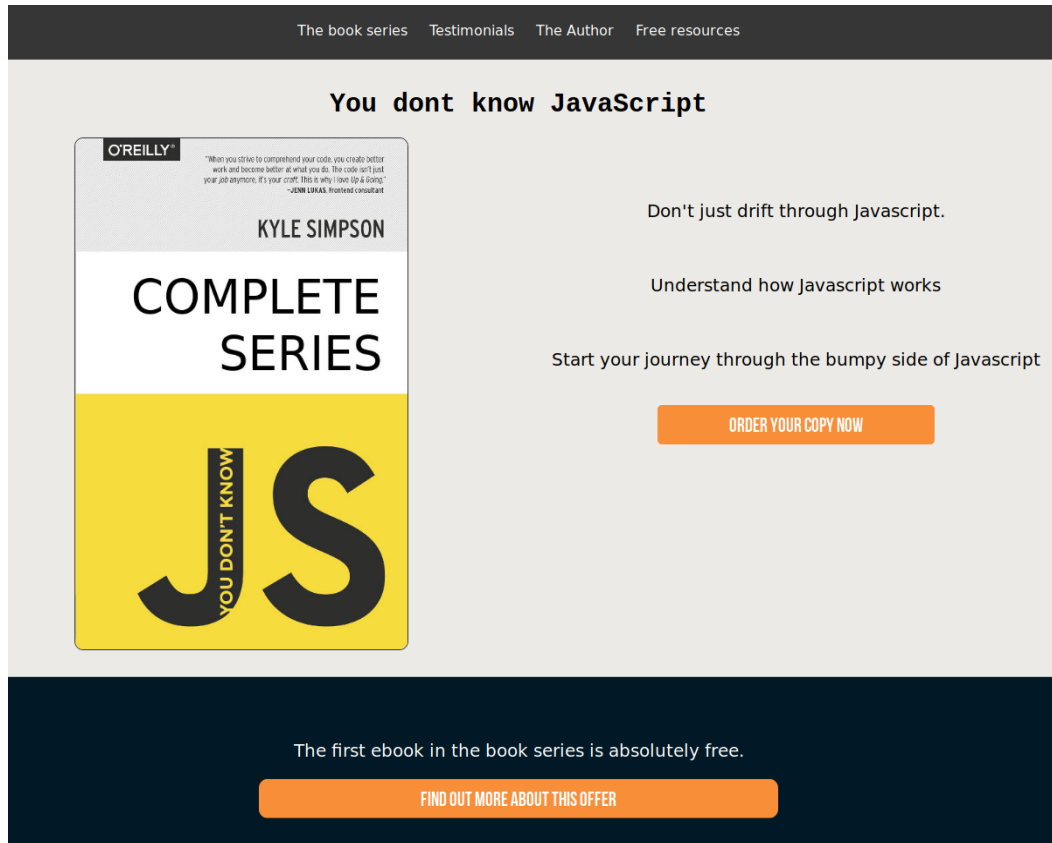 The book series Testimonials The Author Free resources
You dont know JavaScript
O'REILLY®
"When you strive to comprehend your code, you create better
work and become better at what you do. The code isn't just
your job anymore, it's your craft. This is why I love Up & Going."
–JENN LUKAS, Frontend consultant
KYLE SIMPSON
COMPLETE
SERIES
YOU DON'T KNOW
JS
Don't just drift through Javascript.
Understand how Javascript works
Start your journey through the bumpy side of Javascript
ORDER YOUR COPY NOW
The first ebook in the book series is absolutely free.
FIND OUT MORE ABOUT THIS OFFER